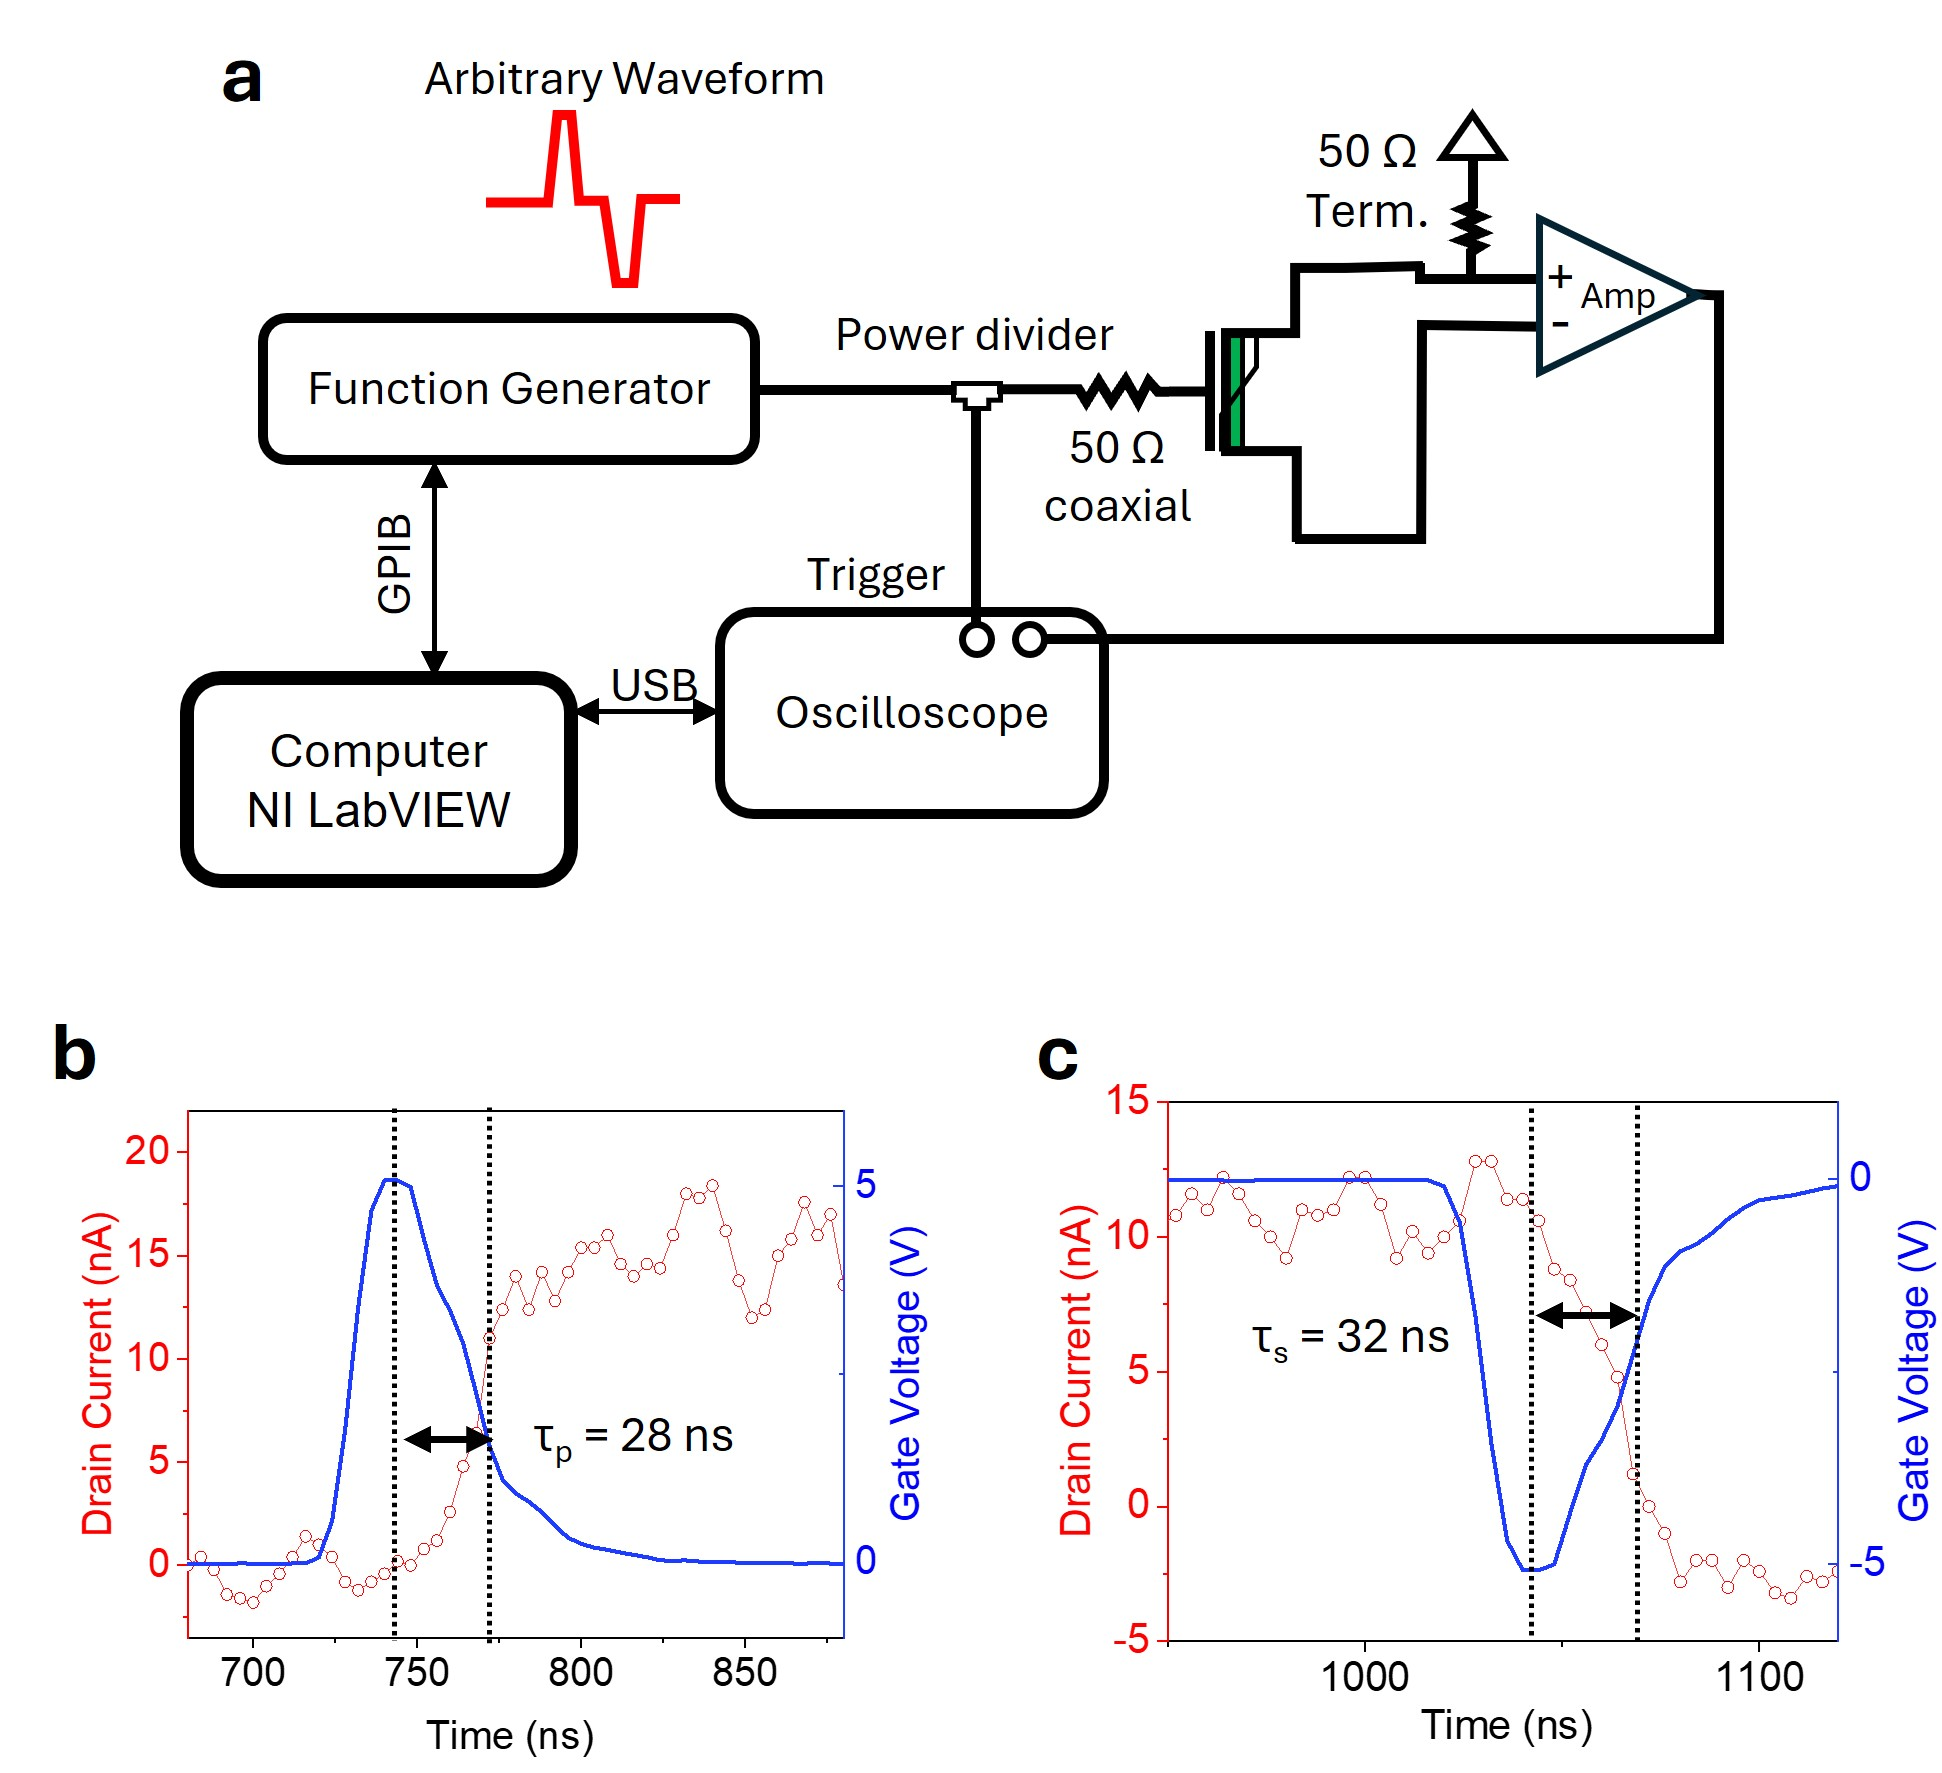 a
Arbitrary Waveform
50 Ω
Term.
+
Amp
-
Power divider
Function Generator
50 Ω
coaxial
GPIB
Trigger
USB
Oscilloscope
Computer
NI LabVIEW
b
20
15
10
5
0
Drain Current (nA)
5
0
Gate Voltage (V)
τp = 28 ns
700 750 800 850
Time (ns)
c
15
10
5
0
-5
Drain Current (nA)
0
-5
Gate Voltage (V)
τs = 32 ns
1000 1100
Time (ns)